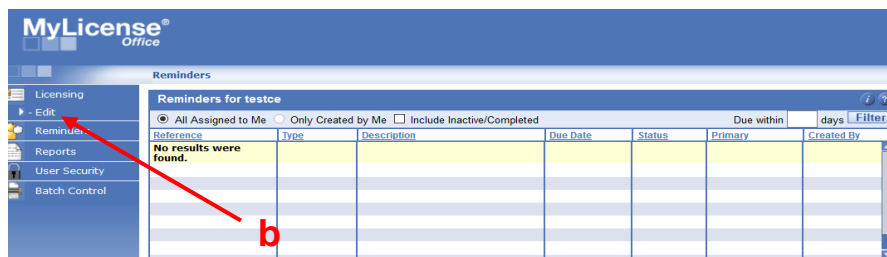 MyLicense®
Office
Reminders
Licensing
- Edit
Reminders
Reports
User Security
Batch Control
Reminders for testce
All Assigned to Me Only Created by Me Include Inactive/Completed Due within days Filter
Reference Type Description Due Date Status Primary Created By
No results were
found.
b